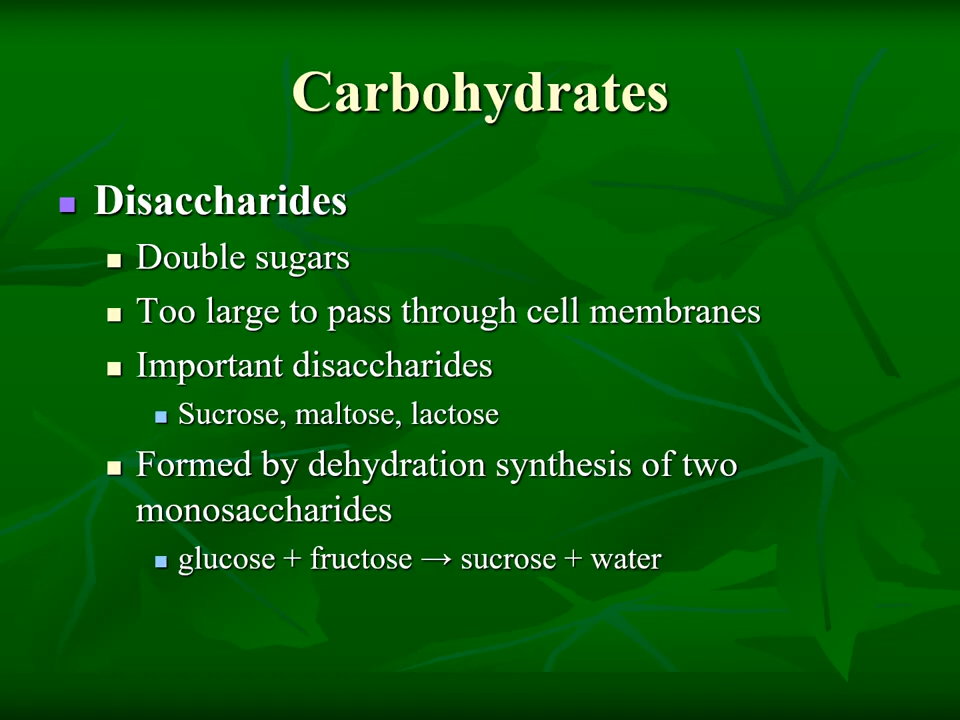 Carbohydrates
Disaccharides
Double sugars
Too large to pass through cell membranes
Important disaccharides
Sucrose, maltose, lactose
Formed by dehydration synthesis of two
monosaccharides
glucose + fructose → sucrose + water